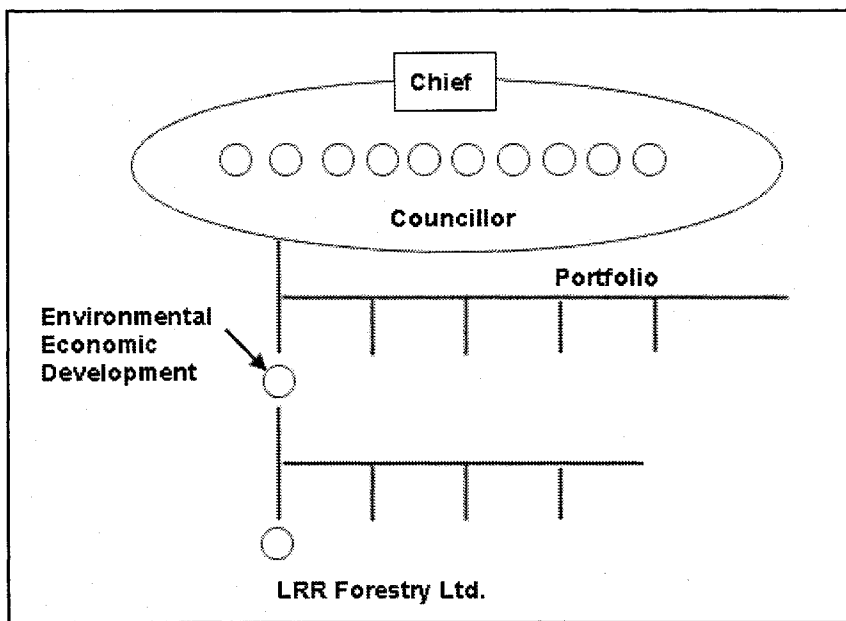 Chief
Councillor
Portfolio
Environmental
Economic
Development
LRR Forestry Ltd.